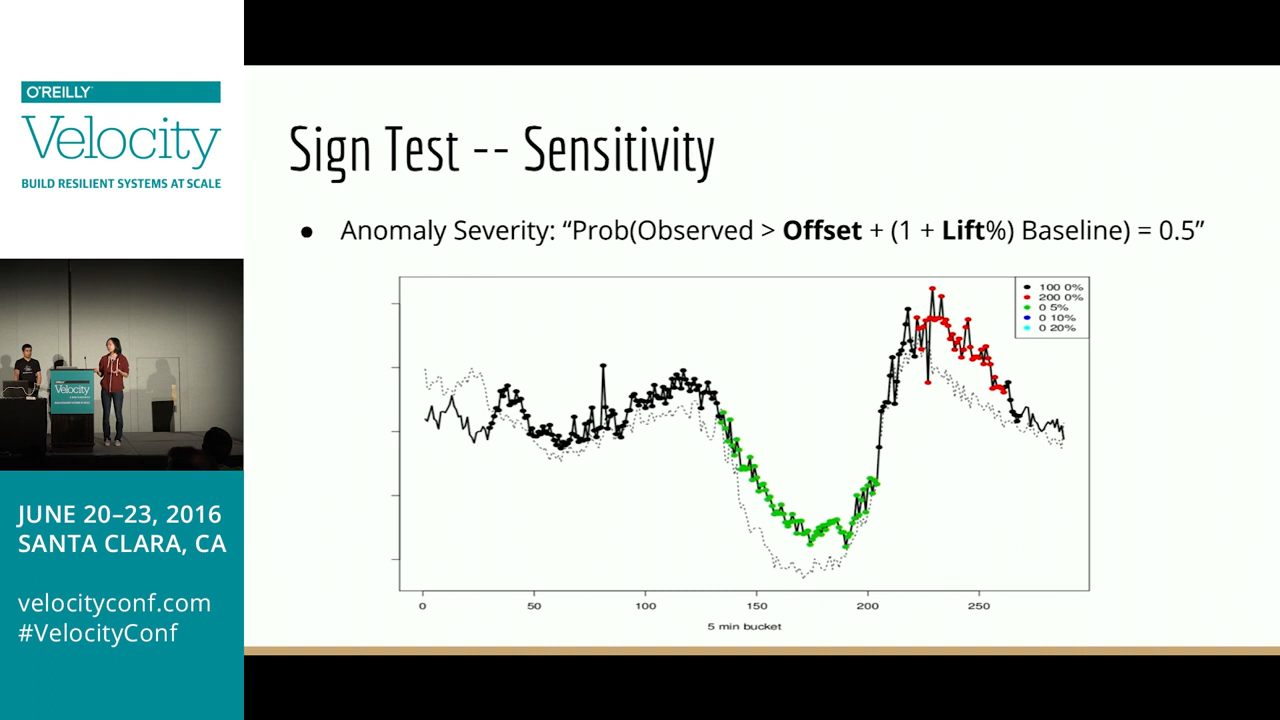 O'REILLY
Velocity
BUILD RESILIENT SYSTEMS AT SCALE
Velocity
JUNE 20–23, 2016
SANTA CLARA, CA
velocityconf.com
#VelocityConf
Sign Test -- Sensitivity
● Anomaly Severity: “Prob(Observed > Offset + (1 + Lift%) Baseline) = 0.5”
100 0%
200 0%
0 5%
0 10%
0 20%
0 50 100 150 200 250
5 min bucket